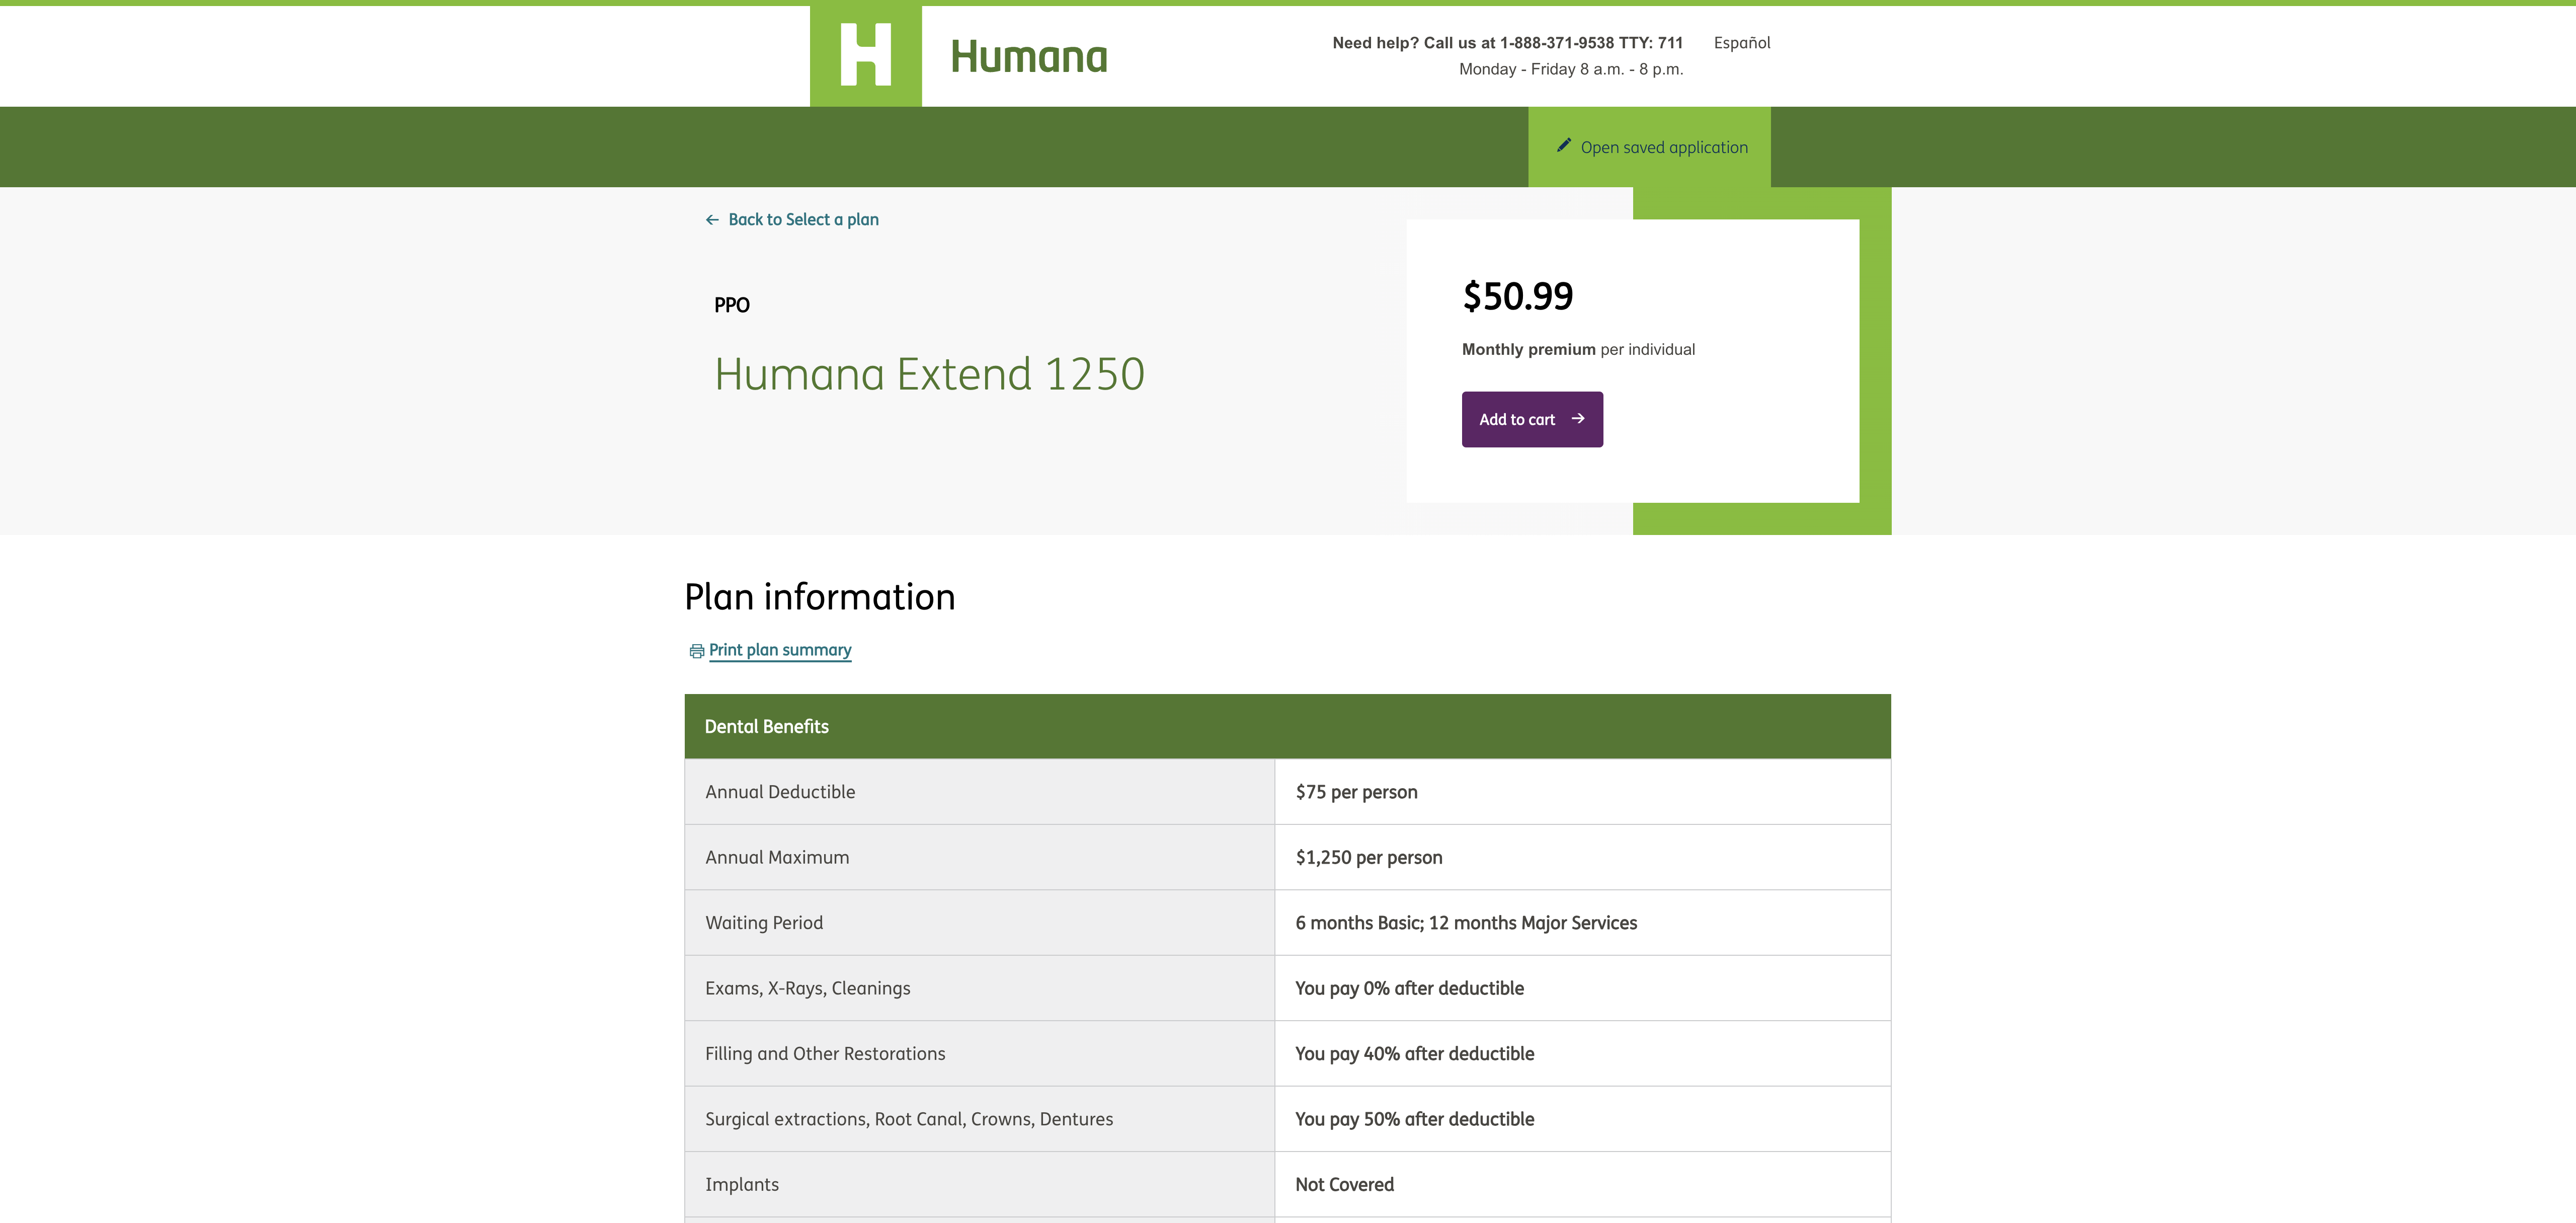 H
Humana
Need help? Call us at 1-888-371-9538 TTY: 711
Español
Monday - Friday 8 a.m. - 8 p.m.
Open saved application
Back to Select a plan
PPO
Humana Extend 1250
$50.99
Monthly premium per individual
Add to cart
Plan information
Print plan summary
Dental Benefits
Annual Deductible
$75 per person
Annual Maximum
$1,250 per person
Waiting Period
6 months Basic; 12 months Major Services
Exams, X-Rays, Cleanings
You pay 0% after deductible
Filling and Other Restorations
You pay 40% after deductible
Surgical extractions, Root Canal, Crowns, Dentures
You pay 50% after deductible
Implants
Not Covered